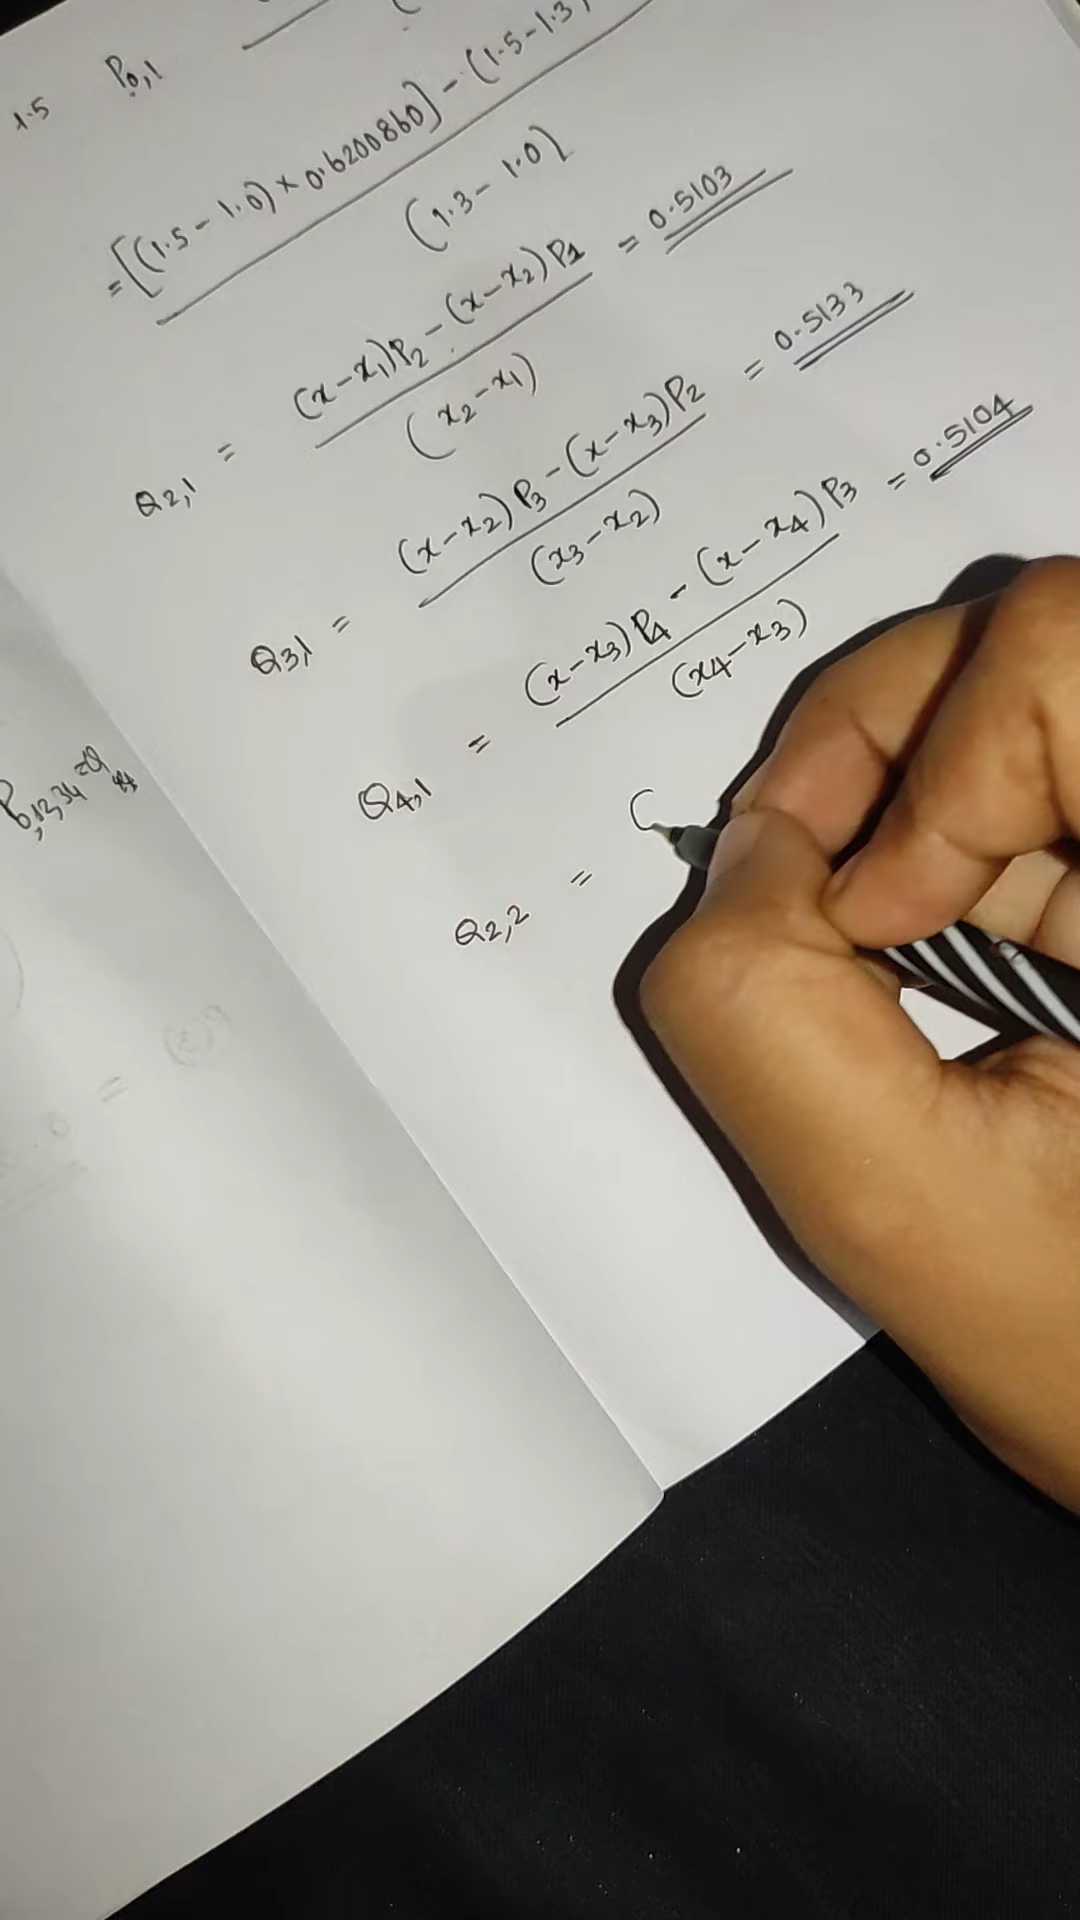 1.5 P0,1
= [(1.5 - 1.0) × 0.6200860] - (1.5 - 1.3)
(1.3 - 1.0)
Q2,1 = (x - x1)P2 - (x - x2)P1 = 0.5103
(x2 - x1)
Q3,1 = (x - x2)P3 - (x - x3)P2 = 0.5133
(x3 - x2)
Q4,1 = (x - x3)P4 - (x - x4)P3 = 0.5104
(x4 - x3)
Q2,2 = (